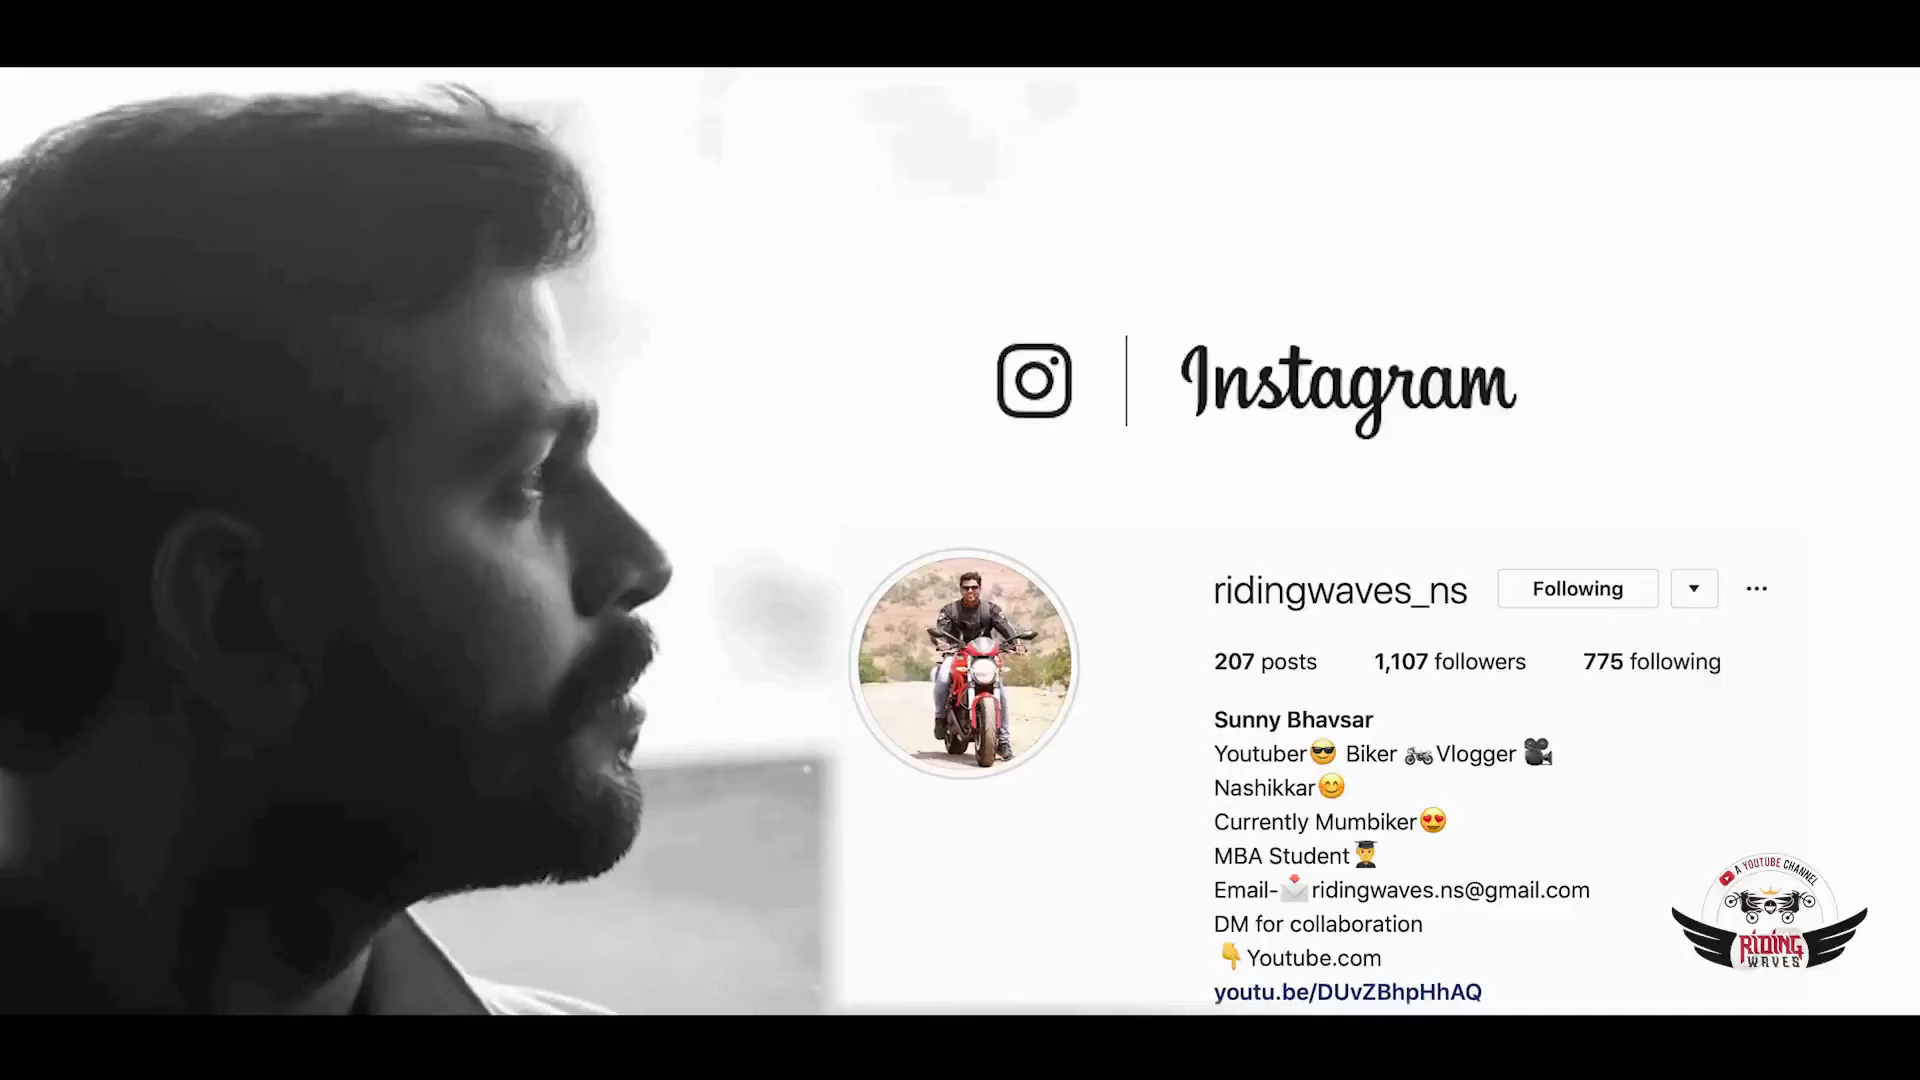 Instagram
ridingwaves_ns Following
207 posts 1,107 followers 775 following
Sunny Bhavsar
Youtuber😎 Biker 🏍Vlogger 🎥
Nashikkar😊
Currently Mumbiker😍
MBA Student👨‍🎓
Email-📩ridingwaves.ns@gmail.com
DM for collaboration
👇Youtube.com
youtu.be/DUvZBhpHhAQ
A YOUTUBE CHANNEL
RIDING
WAVES